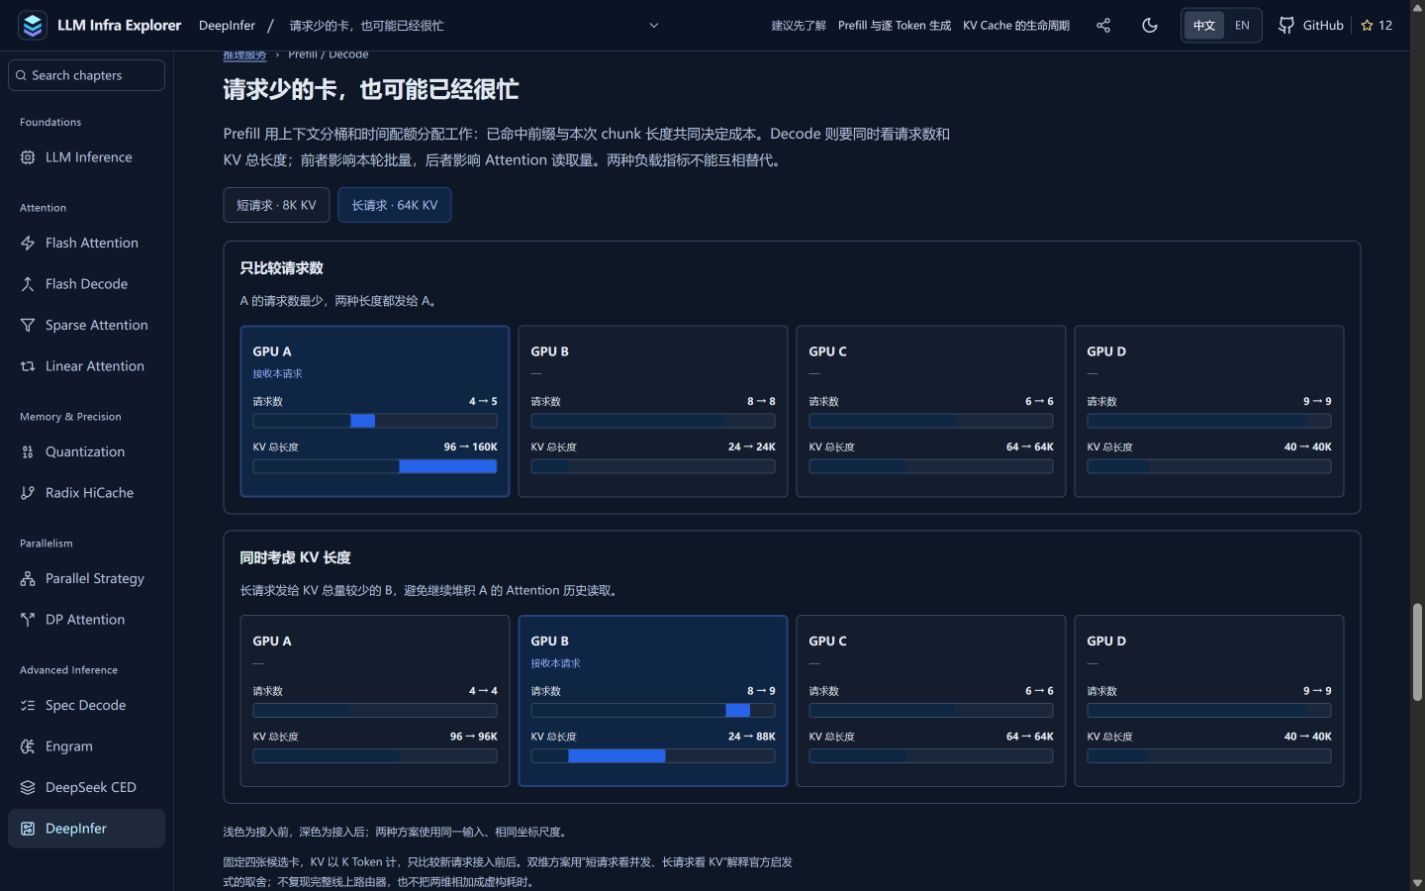 LLM Infra Explorer
DeepInfer / 请求少的卡，也可能已经很忙
建议先了解 Prefill 与逐 Token 生成 KV Cache 的生命周期
中文 EN
GitHub
12
Search chapters
Foundations
LLM Inference
Attention
Flash Attention
Flash Decode
Sparse Attention
Linear Attention
Memory & Precision
Quantization
Radix HiCache
Parallelism
Parallel Strategy
DP Attention
Advanced Inference
Spec Decode
Engram
DeepSeek CED
DeepInfer
推理服务 › Prefill / Decode
请求少的卡，也可能已经很忙
Prefill 用上下文分桶和时间配额分配工作：已命中前缀与本次 chunk 长度共同决定成本。Decode 则要同时看请求数和
KV 总长度；前者影响本轮批量，后者影响 Attention 读取量。两种负载指标不能互相替代。
短请求 · 8K KV
长请求 · 64K KV
只比较请求数
A 的请求数最少，两种长度都发给 A。
GPU A
接收本请求
请求数 4 → 5
KV 总长度 96 → 160K
GPU B
—
请求数 8 → 8
KV 总长度 24 → 24K
GPU C
—
请求数 6 → 6
KV 总长度 64 → 64K
GPU D
—
请求数 9 → 9
KV 总长度 40 → 40K
同时考虑 KV 长度
长请求发给 KV 总量较少的 B，避免继续堆积 A 的 Attention 历史读取。
GPU A
—
请求数 4 → 4
KV 总长度 96 → 96K
GPU B
接收本请求
请求数 8 → 9
KV 总长度 24 → 88K
GPU C
—
请求数 6 → 6
KV 总长度 64 → 64K
GPU D
—
请求数 9 → 9
KV 总长度 40 → 40K
浅色为接入前，深色为接入后；两种方案使用同一输入、相同坐标尺度。
固定四张候选卡，KV 以 K Token 计，只比较新请求接入前后。双维方案用“短请求看并发、长请求看 KV”解释官方启发
式的取舍；不复现完整线上路由器，也不把两维相加成虚构耗时。